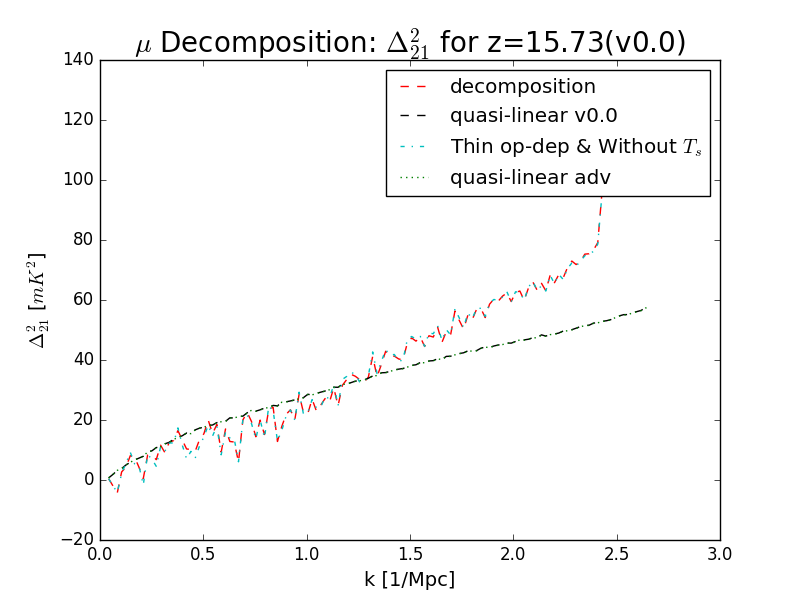 μ Decomposition: Δ²₂₁ for z=15.73(v0.0)
140
120
100
80
60
40
20
0
−20
Δ²₂₁ [mK²]
decomposition
quasi-linear v0.0
Thin op-dep & Without Tₛ
quasi-linear adv
0.0 0.5 1.0 1.5 2.0 2.5 3.0
k [1/Mpc]